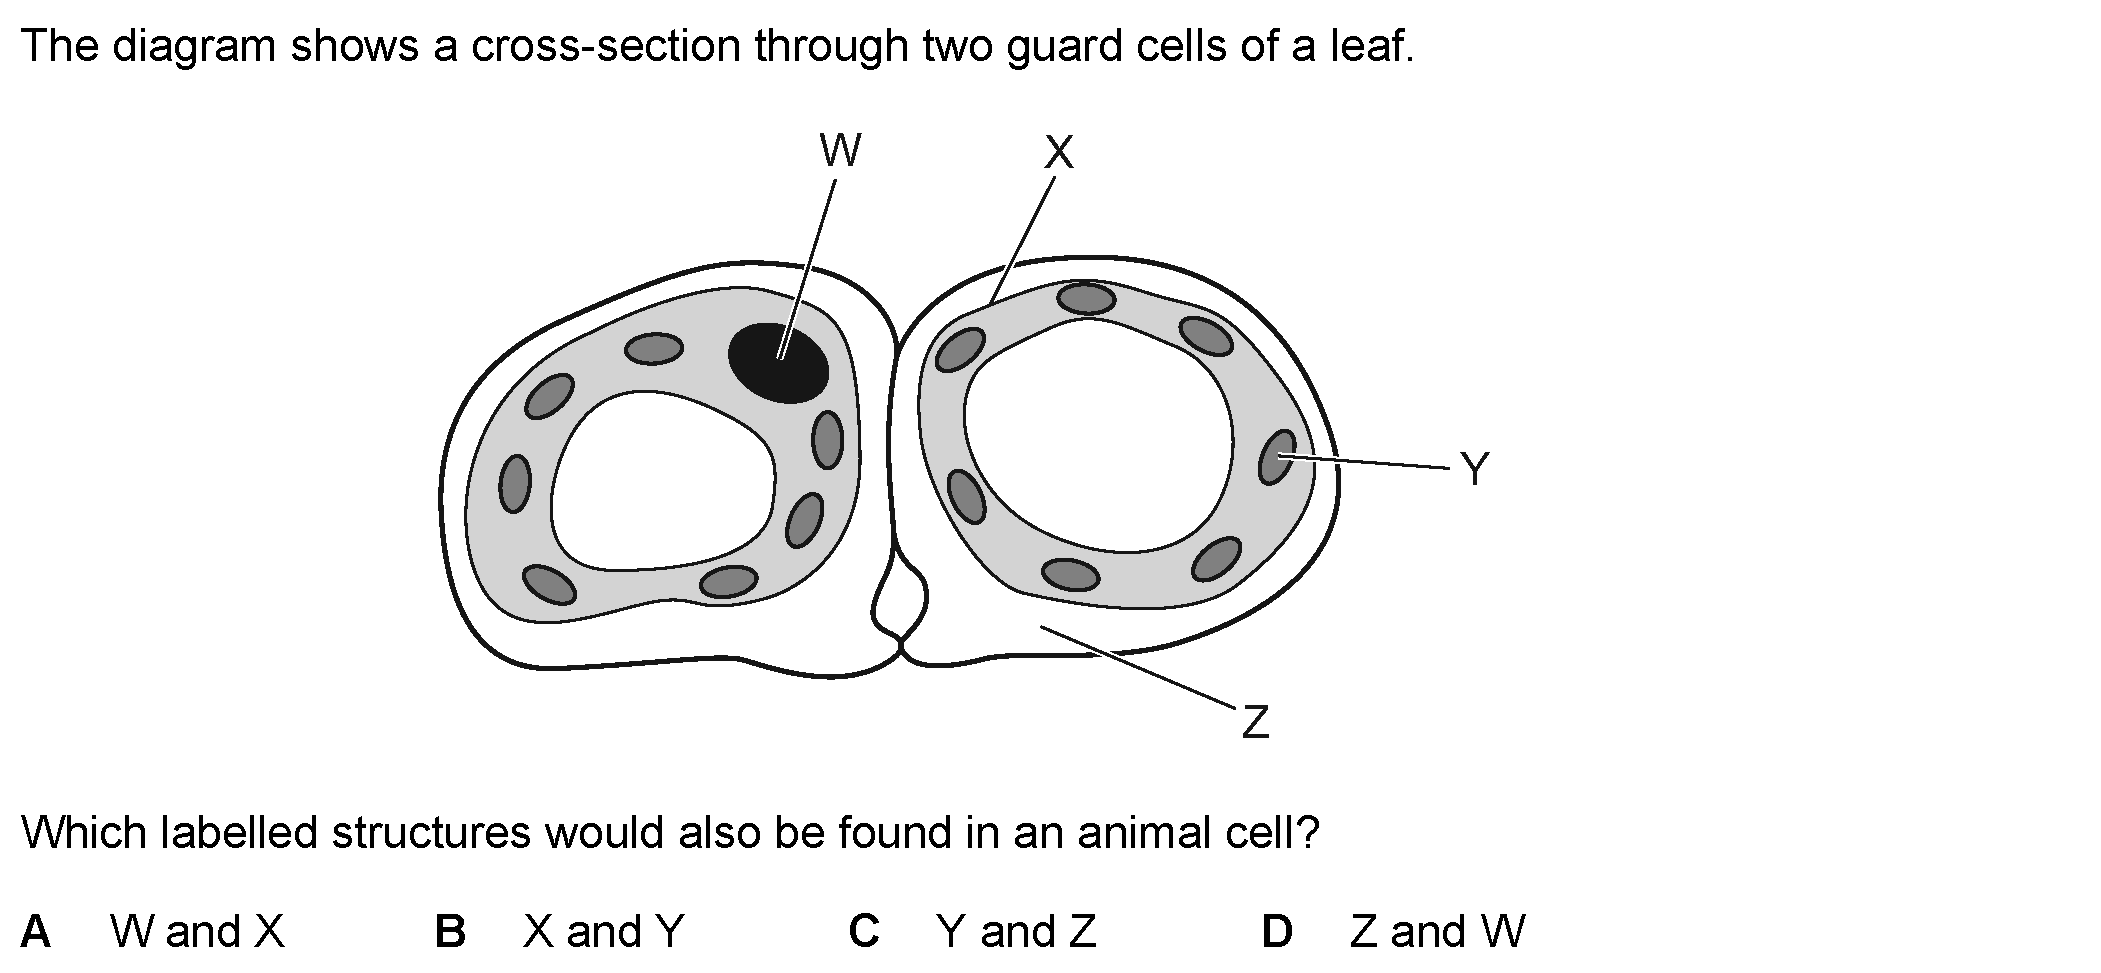 The diagram shows a cross-section through two guard cells of a leaf.
W X
Y
Z
Which labelled structures would also be found in an animal cell?
A W and X B X and Y C Y and Z D Z and W